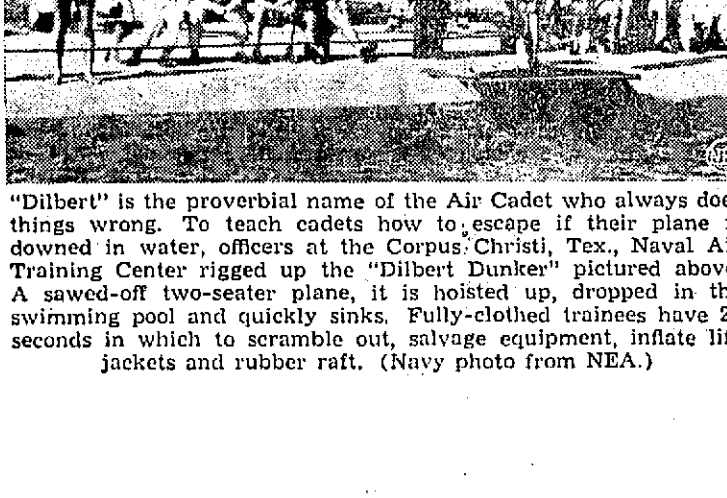 "Dilbert" is the proverbial name of the Air Cadet who always doe
things wrong. To teach cadets how to escape if their plane
downed in water, officers at the Corpus Christi, Tex., Naval Ai
Training Center rigged up the "Dilbert Dunker" pictured above
A sawed-off two-seater plane, it is hoisted up, dropped in th
swimming pool and quickly sinks. Fully-clothed trainees have 2
seconds in which to scramble out, salvage equipment, inflate lif
jackets and rubber raft. (Navy photo from NEA.)